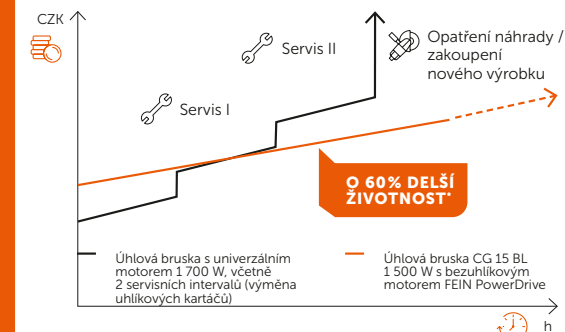 CZK
Servis I
Servis II
Opatření náhrady /
zakoupení
nového výrobku
O 60% DELŠÍ
ŽIVOTNOST*
Úhlová bruska s univerzálním
motorem 1 700 W, včetně
2 servisních intervalů (výměna
uhlíkových kartáčů)
Úhlová bruska CG 15 BL
1 500 W s bezuhlíkovým
motorem FEIN PowerDrive
h